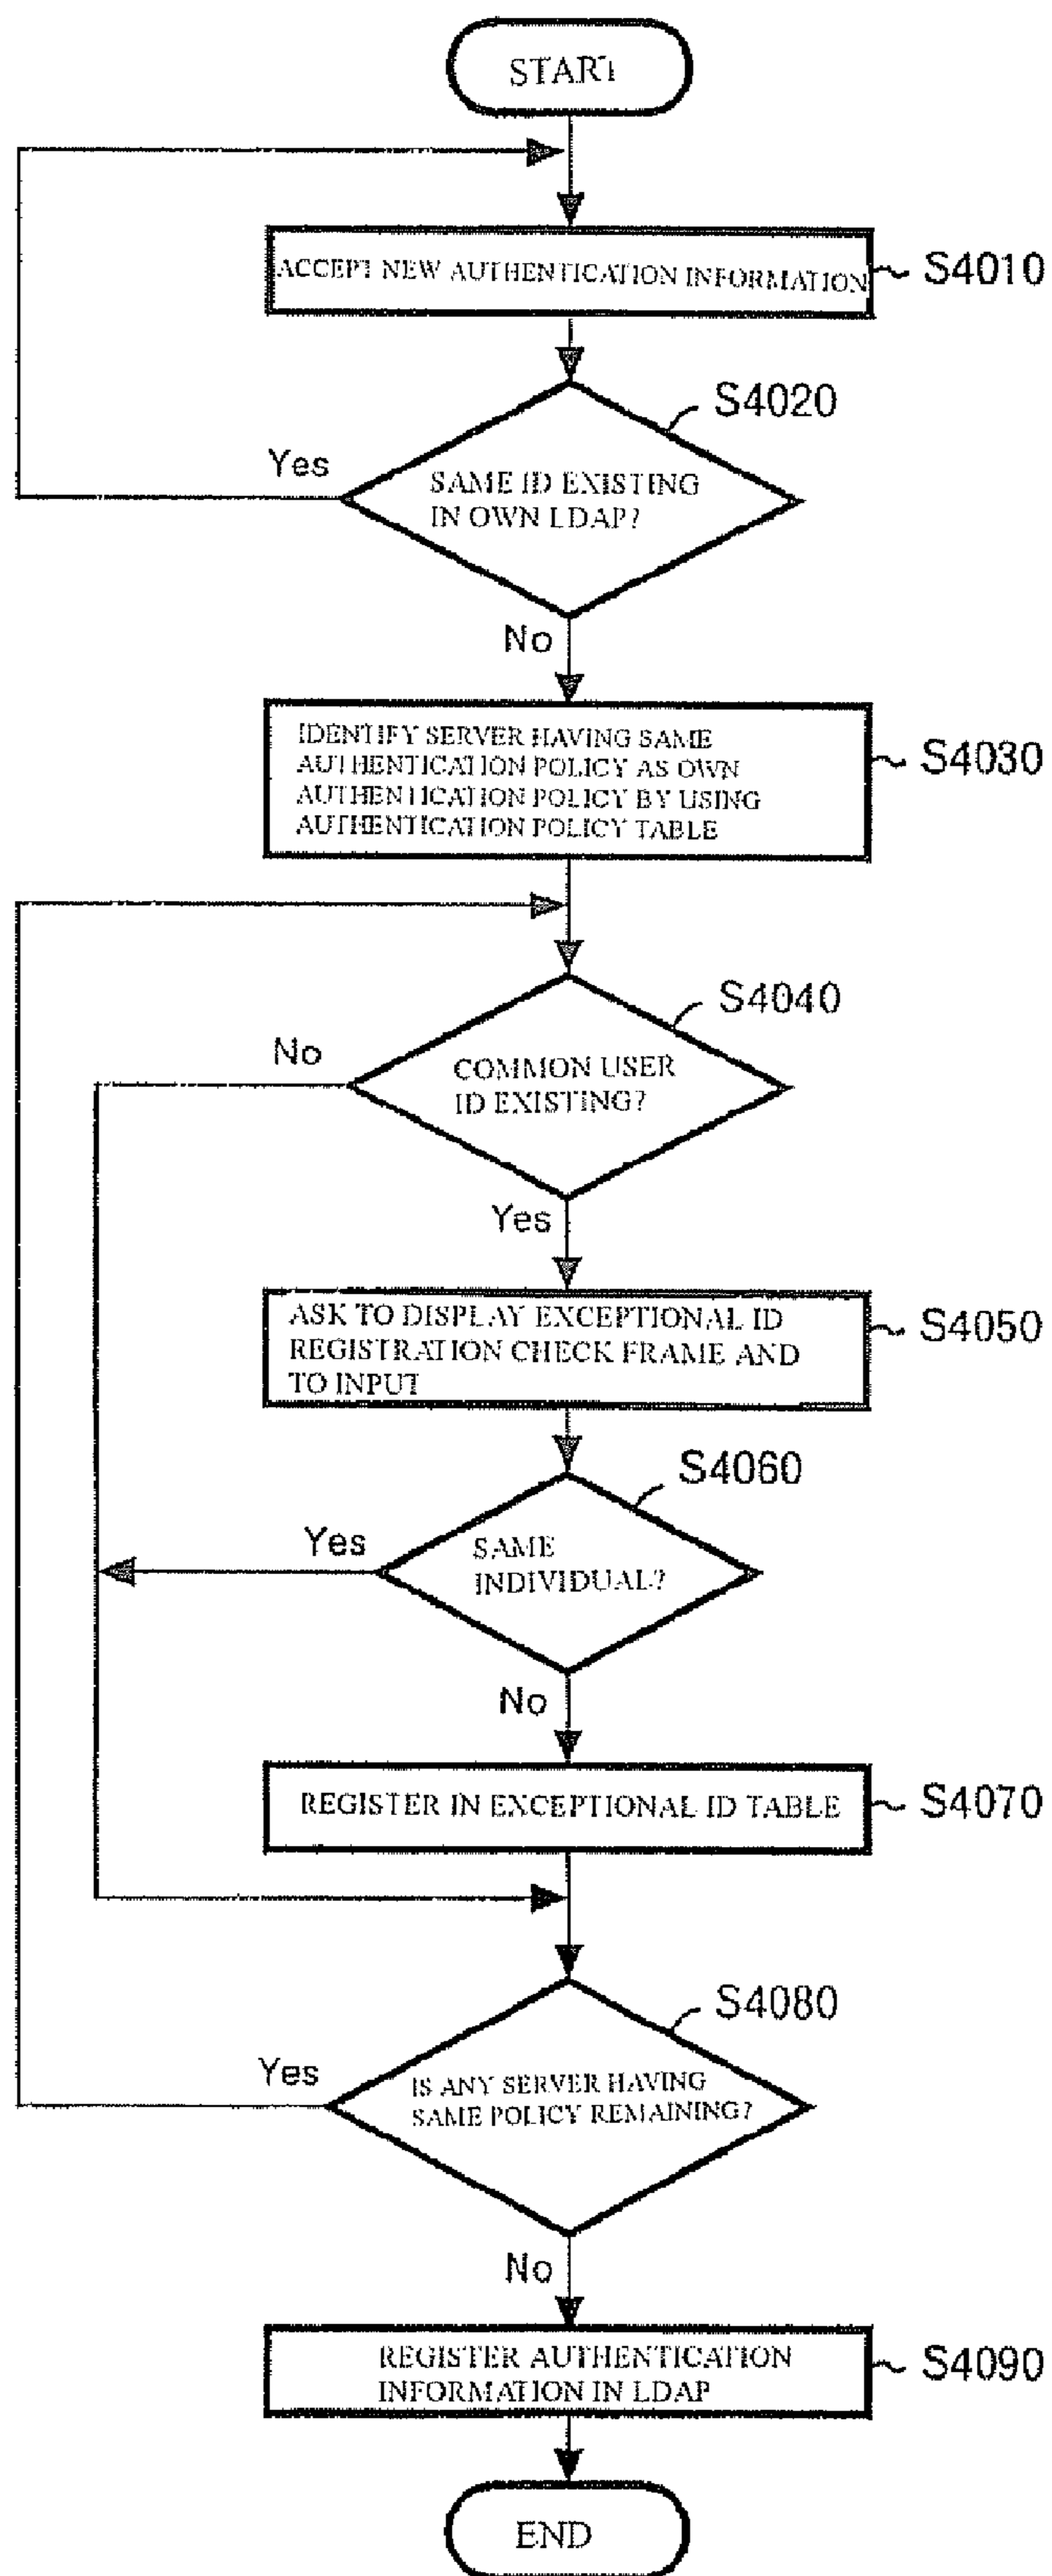 START
ACCEPT NEW AUTHENTICATION INFORMATION
S4010
S4020
Yes
SAME ID EXISTING
IN OWN LDAP?
No
IDENTIFY SERVER HAVING SAME
AUTHENTICATION POLICY AS OWN
AUTHENTICATION POLICY BY USING
AUTHENTICATION POLICY TABLE
S4030
S4040
No
COMMON USER
ID EXISTING?
Yes
ASK TO DISPLAY EXCEPTIONAL ID
REGISTRATION CHECK FRAME AND
TO INPUT
S4050
S4060
Yes
SAME
INDIVIDUAL?
No
REGISTER IN EXCEPTIONAL ID TABLE
S4070
S4080
Yes
IS ANY SERVER HAVING
SAME POLICY REMAINING?
No
REGISTER AUTHENTICATION
INFORMATION IN LDAP
S4090
END